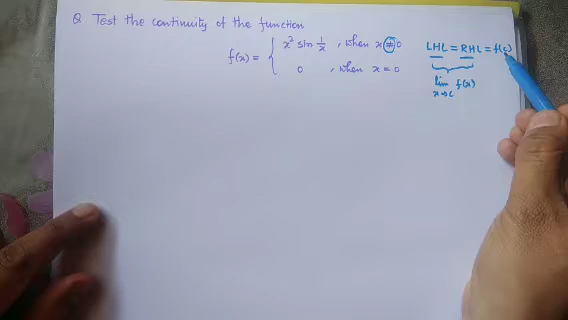 Q Test the continuity of the function
f(x) = { x² sin 1/x , when x ≠ 0
0 , when x = 0
LHL = RHL = f(c)
lim f(x)
x→c